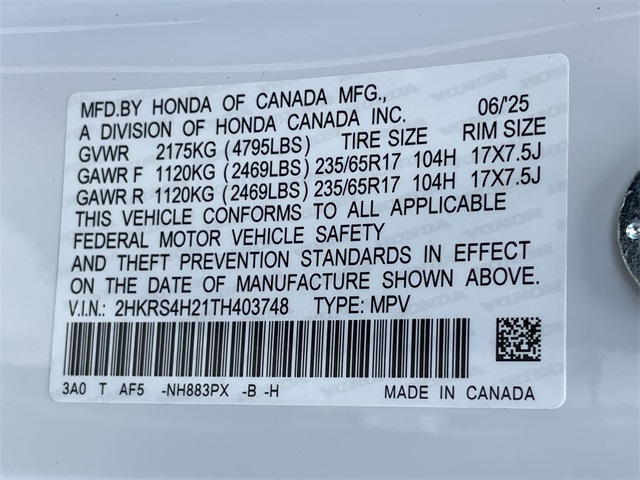 MFD.BY HONDA OF CANADA MFG.,
A DIVISION OF HONDA CANADA INC. 06/'25
GVWR 2175KG (4795LBS) TIRE SIZE RIM SIZE
GAWR F 1120KG (2469LBS) 235/65R17 104H 17X7.5J
GAWR R 1120KG (2469LBS) 235/65R17 104H 17X7.5J
THIS VEHICLE CONFORMS TO ALL APPLICABLE
FEDERAL MOTOR VEHICLE SAFETY
AND THEFT PREVENTION STANDARDS IN EFFECT
ON THE DATE OF MANUFACTURE SHOWN ABOVE.
V.I.N.: 2HKRS4H21TH403748 TYPE: MPV
3A0 T AF5 -NH883PX -B -H MADE IN CANADA